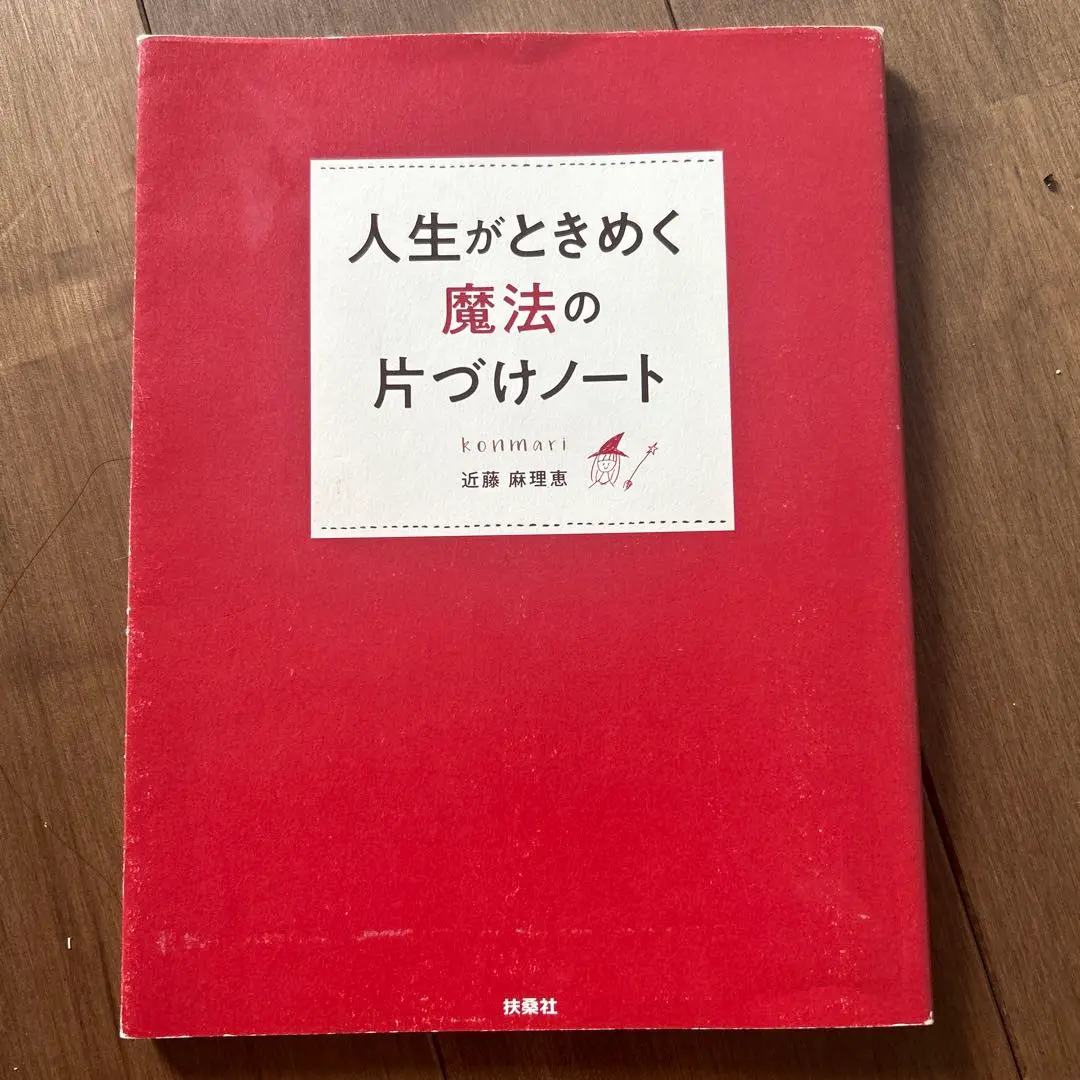 人生がときめく
魔法の
片づけノート
konmari
近藤 麻理恵
扶桑社